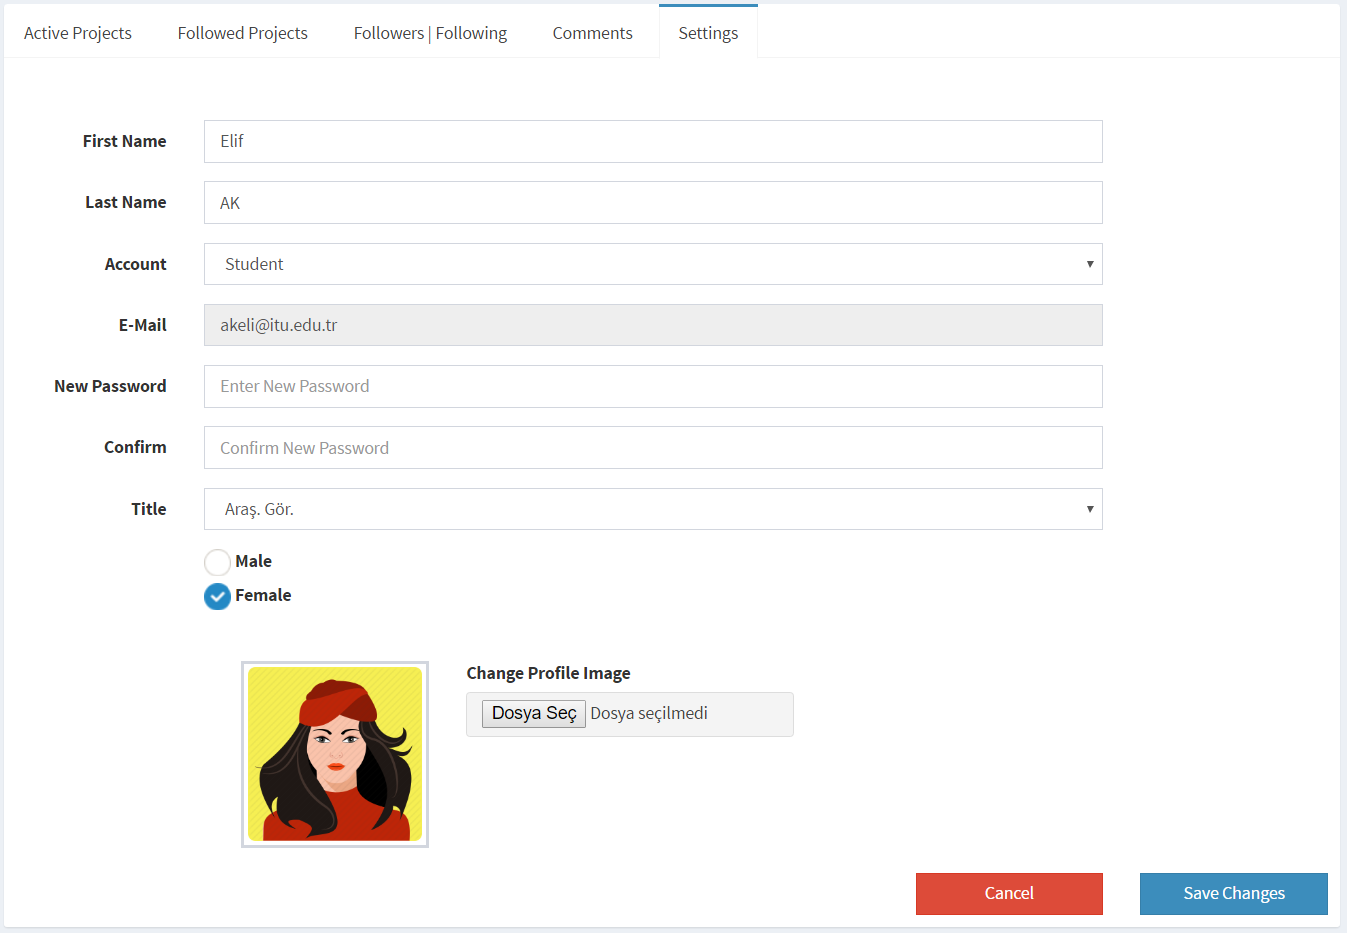 Active Projects Followed Projects Followers | Following Comments Settings
First Name Elif
Last Name AK
Account Student
E-Mail akeli@itu.edu.tr
New Password Enter New Password
Confirm Confirm New Password
Title Araş. Gör.
Male
Female
Change Profile Image
Dosya Seç Dosya seçilmedi
Cancel Save Changes